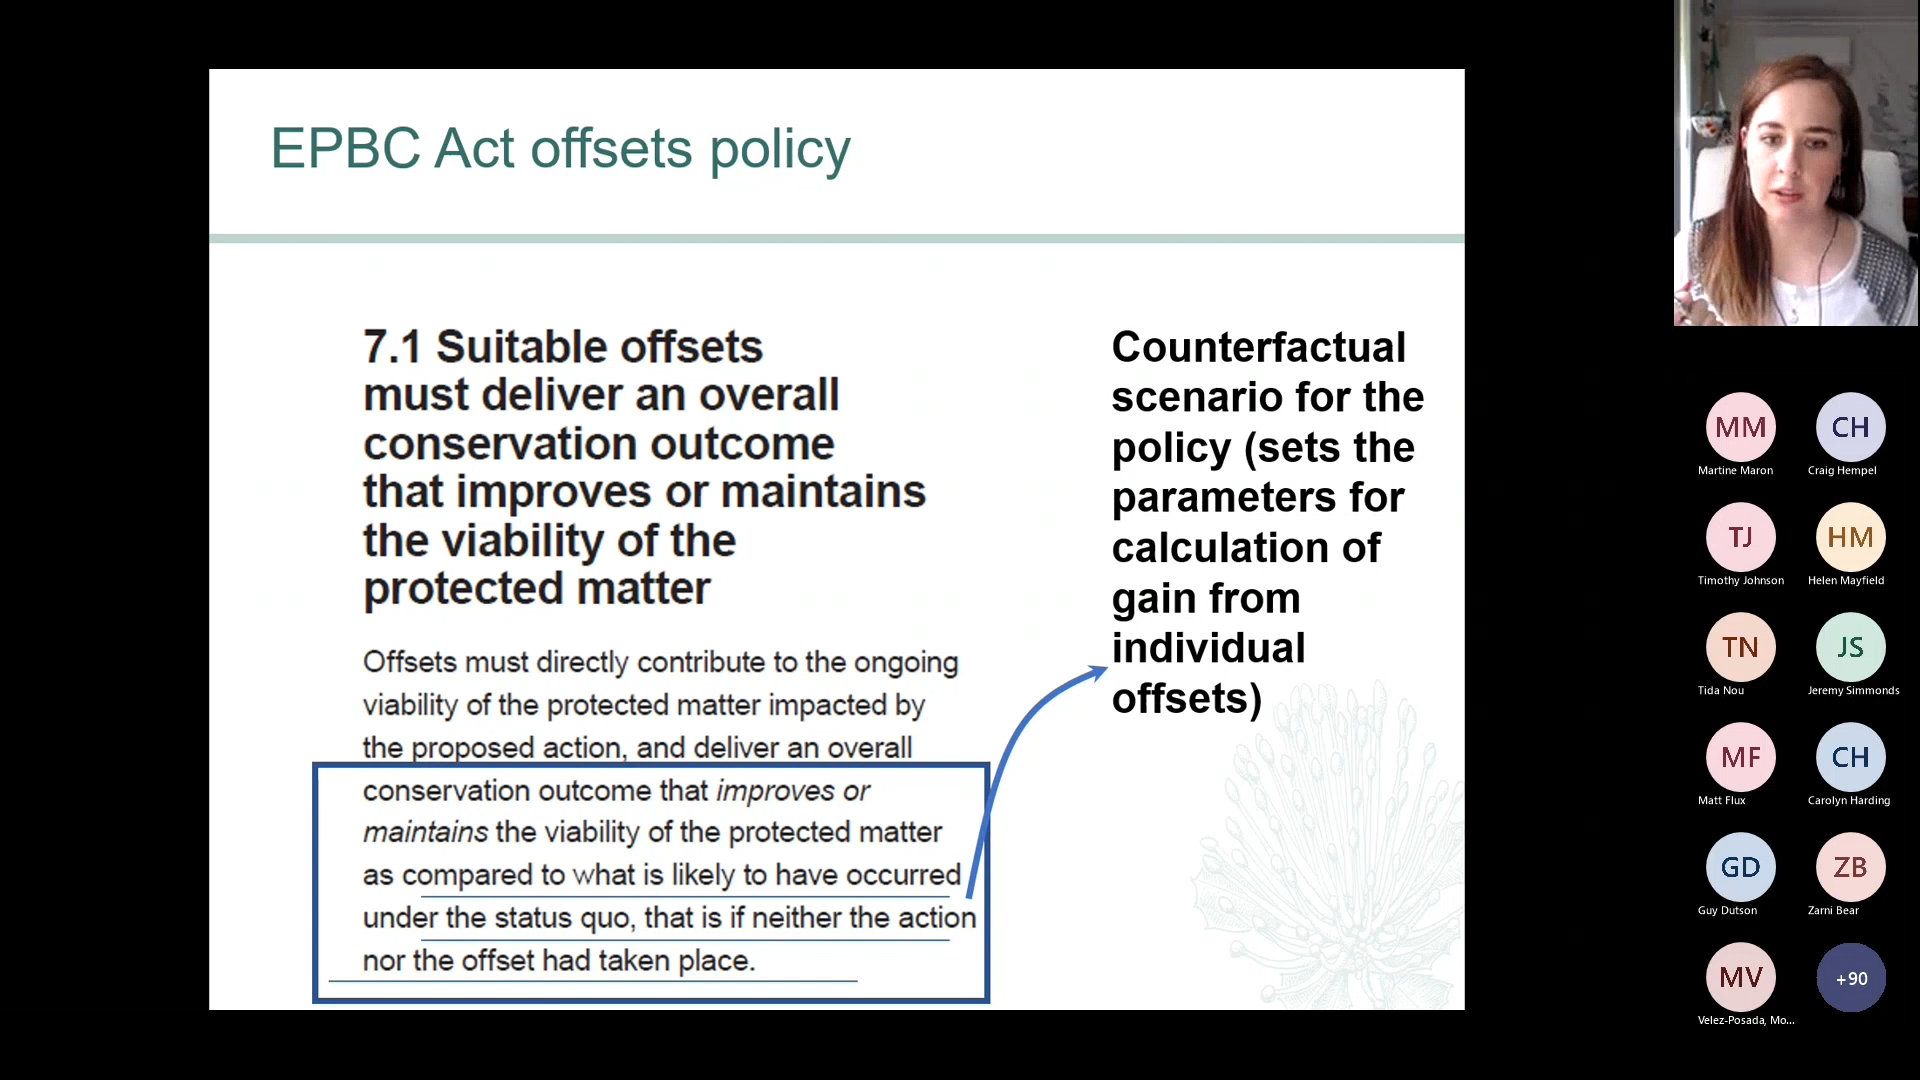 EPBC Act offsets policy
7.1 Suitable offsets
must deliver an overall
conservation outcome
that improves or maintains
the viability of the
protected matter
Offsets must directly contribute to the ongoing
viability of the protected matter impacted by
the proposed action, and deliver an overall
conservation outcome that improves or
maintains the viability of the protected matter
as compared to what is likely to have occurred
under the status quo, that is if neither the action
nor the offset had taken place.
Counterfactual
scenario for the
policy (sets the
parameters for
calculation of
gain from
individual
offsets)
MM
Martine Maron
CH
Craig Hempel
TJ
Timothy Johnson
HM
Helen Mayfield
TN
Tida Nou
JS
Jeremy Simmonds
MF
Matt Flux
CH
Carolyn Harding
GD
Guy Dutson
ZB
Zarni Bear
MV
Velez-Posada, Mo...
+90